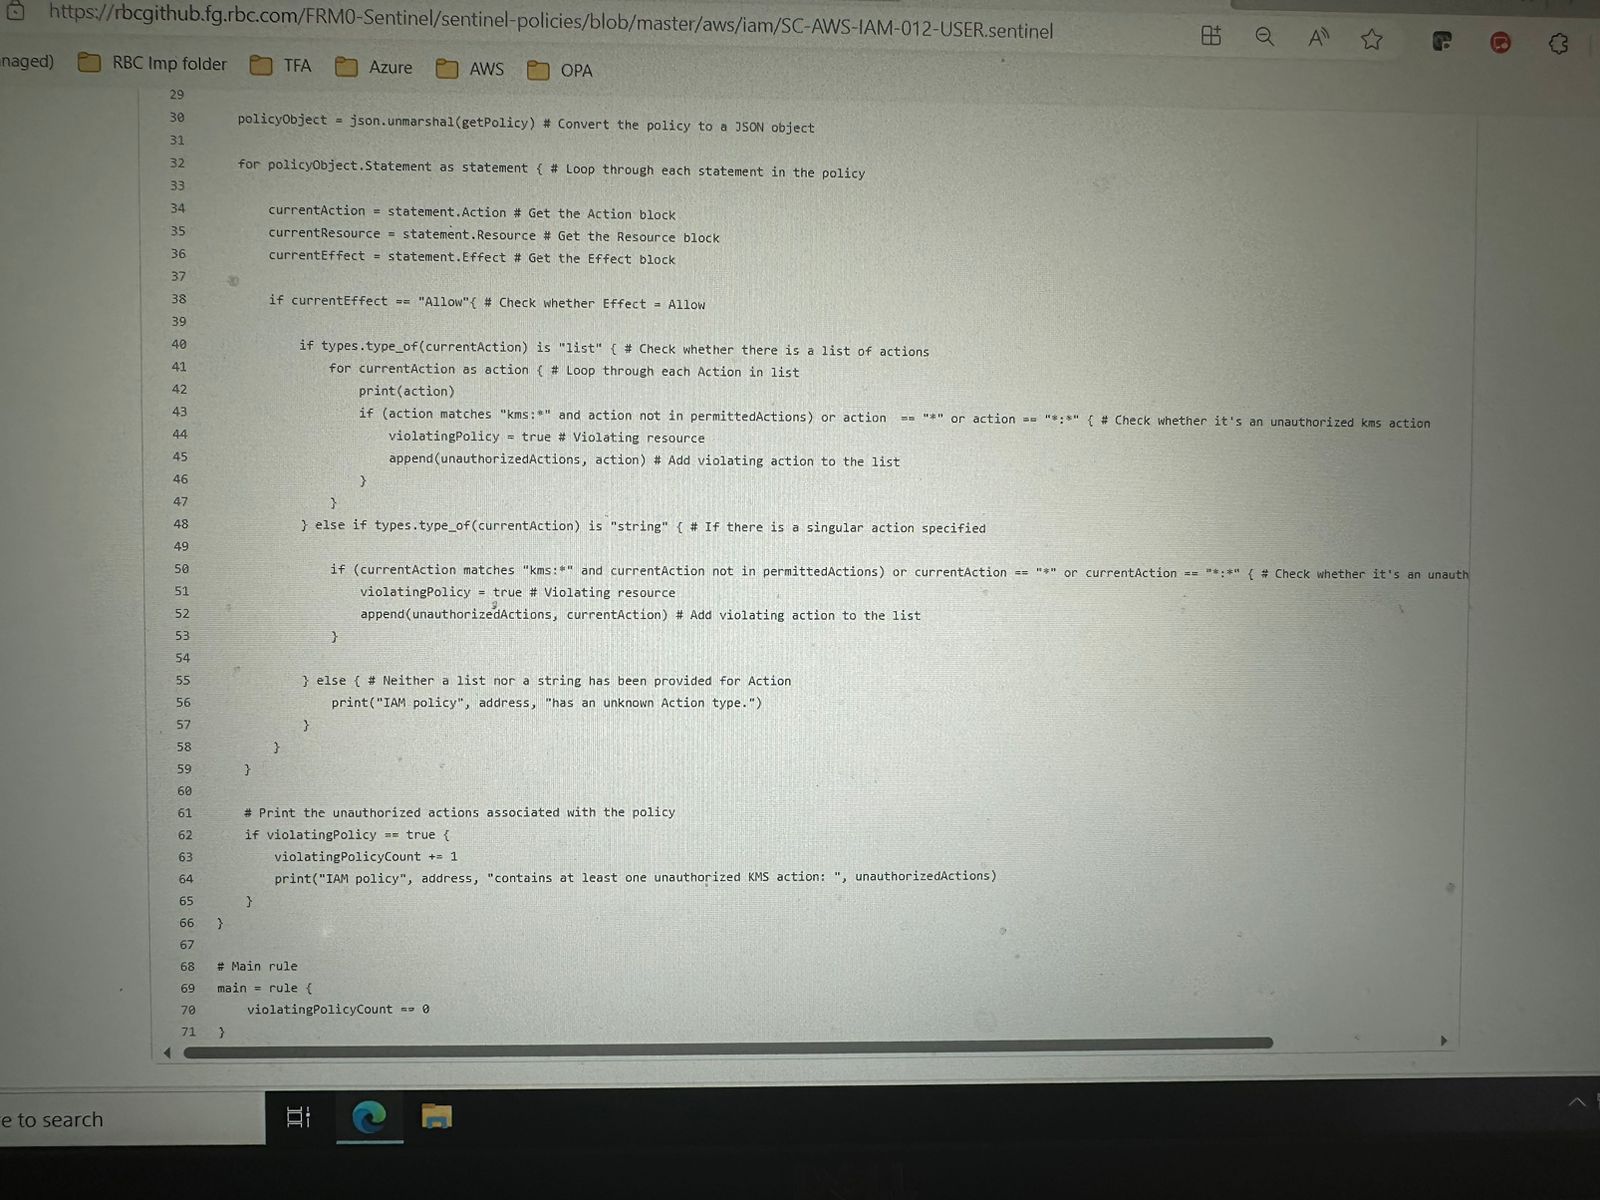 https://rbcgithub.fg.rbc.com/FRM0-Sentinel/sentinel-policies/blob/master/aws/iam/SC-AWS-IAM-012-USER.sentinel
naged) RBC Imp folder TFA Azure AWS OPA
29
30 policyObject = json.unmarshal(getPolicy) # Convert the policy to a JSON object
31
32 for policyObject.Statement as statement { # Loop through each statement in the policy
33
34 currentAction = statement.Action # Get the Action block
35 currentResource = statement.Resource # Get the Resource block
36 currentEffect = statement.Effect # Get the Effect block
37
38 if currentEffect == "Allow"{ # Check whether Effect = Allow
39
40 if types.type_of(currentAction) is "list" { # Check whether there is a list of actions
41 for currentAction as action { # Loop through each Action in list
42 print(action)
43 if (action matches "kms:*" and action not in permittedActions) or action  == "*" or action == "*:*" { # Check whether it's an unauthorized kms action
44 violatingPolicy = true # Violating resource
45 append(unauthorizedActions, action) # Add violating action to the list
46 }
47 }
48 } else if types.type_of(currentAction) is "string" { # If there is a singular action specified
49
50 if (currentAction matches "kms:*" and currentAction not in permittedActions) or currentAction == "*" or currentAction == "*:*" { # Check whether it's an unauth
51 violatingPolicy = true # Violating resource
52 append(unauthorizedActions, currentAction) # Add violating action to the list
53 }
54
55 } else { # Neither a list nor a string has been provided for Action
56 print("IAM policy", address, "has an unknown Action type.")
57 }
58 }
59 }
60
61 # Print the unauthorized actions associated with the policy
62 if violatingPolicy == true {
63 violatingPolicyCount += 1
64 print("IAM policy", address, "contains at least one unauthorized KMS action: ", unauthorizedActions)
65 }
66 }
67
68 # Main rule
69 main = rule {
70 violatingPolicyCount == 0
71 }
e to search